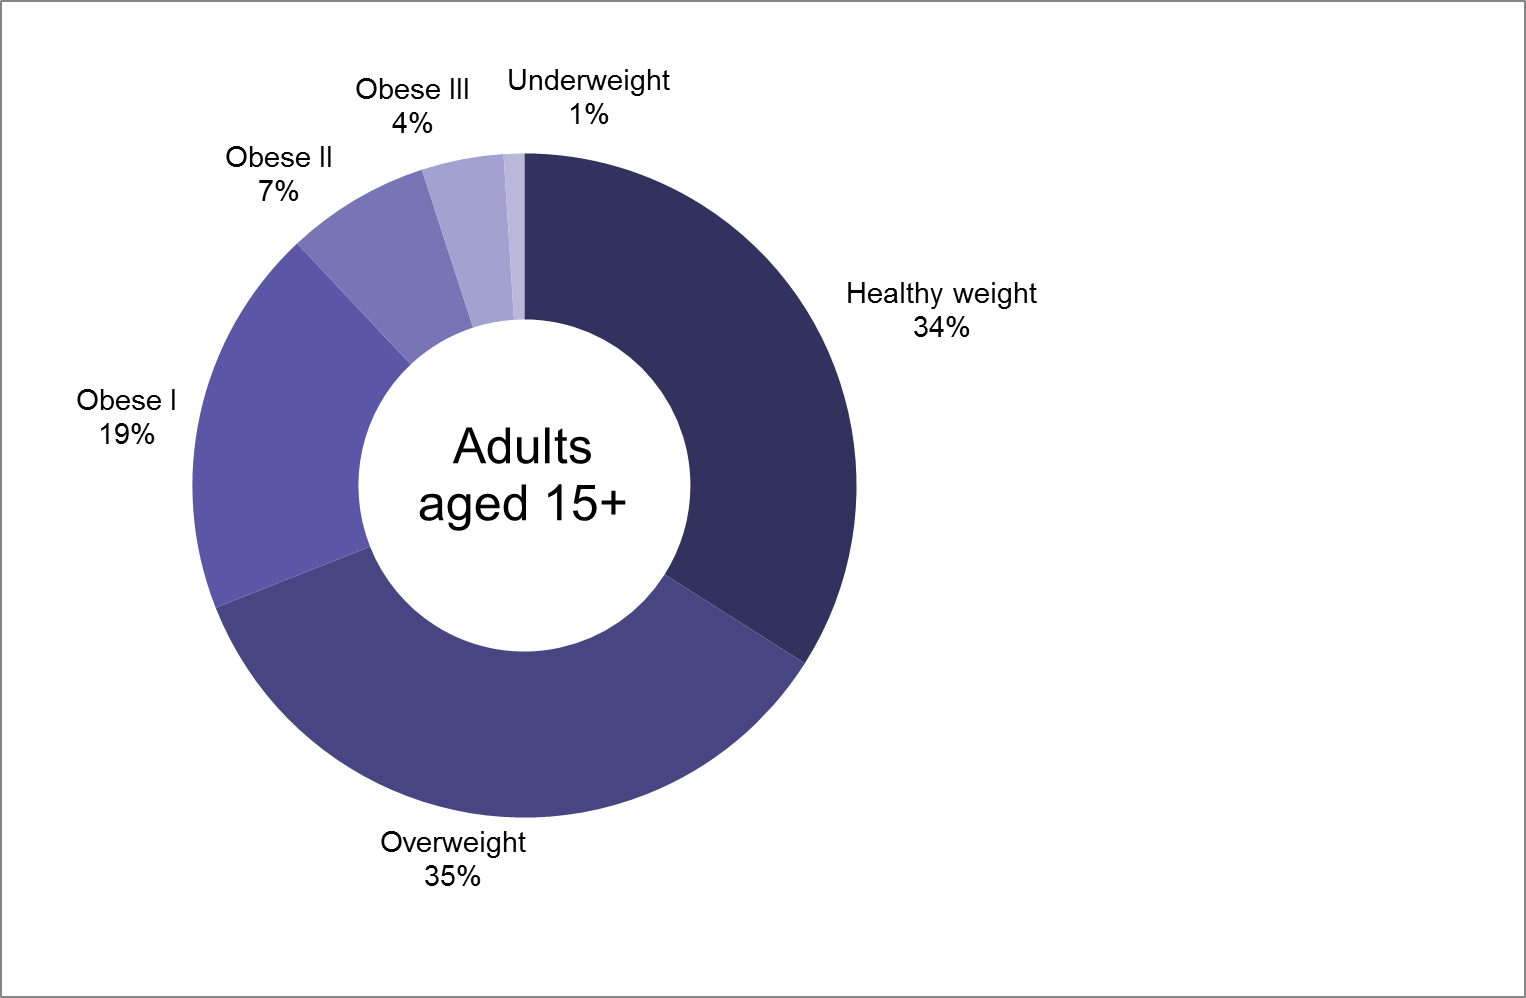 Underweight
1%
Obese III
4%
Obese II
7%
Healthy weight
34%
Obese I
19%
Adults
aged 15+
Overweight
35%